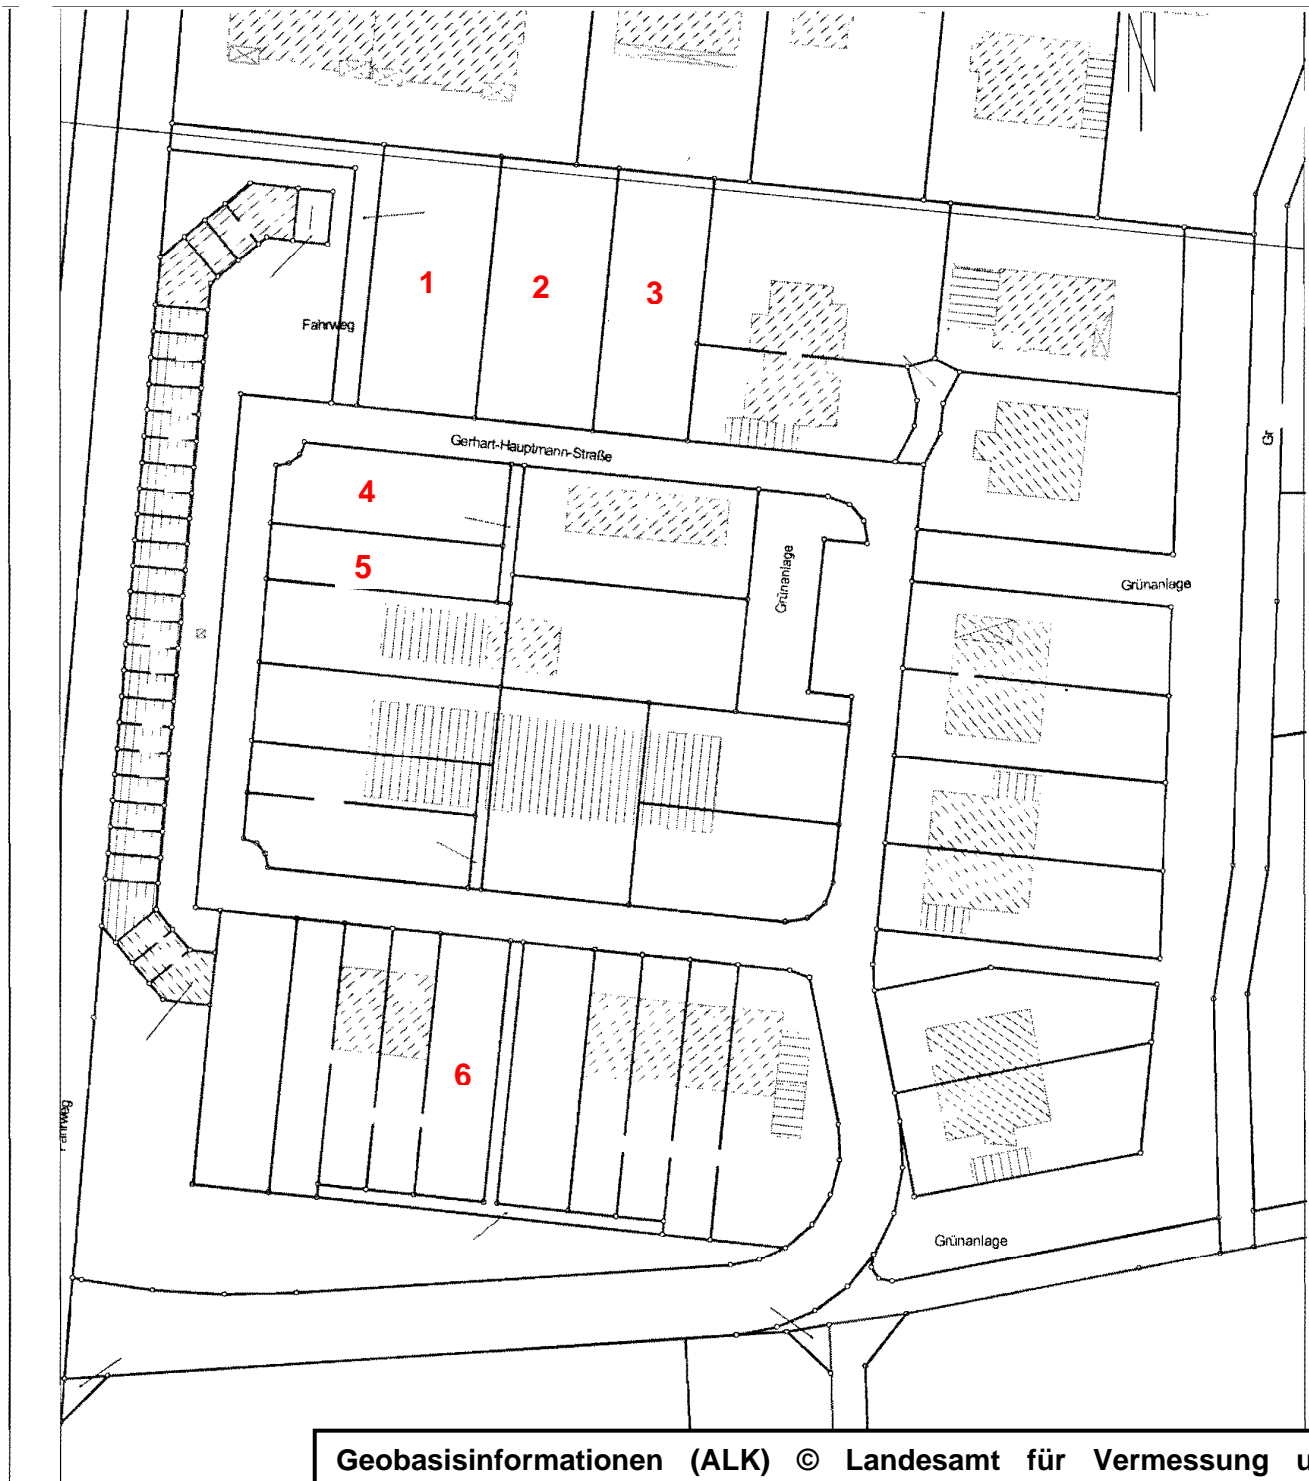 1
2
3
Fahrweg
Gerhart-Hauptmann-Straße
4
5
Grünanlage
Grünanlage
Gr
6
Fahrweg
Grünanlage
Geobasisinformationen (ALK) © Landesamt für Vermessung u